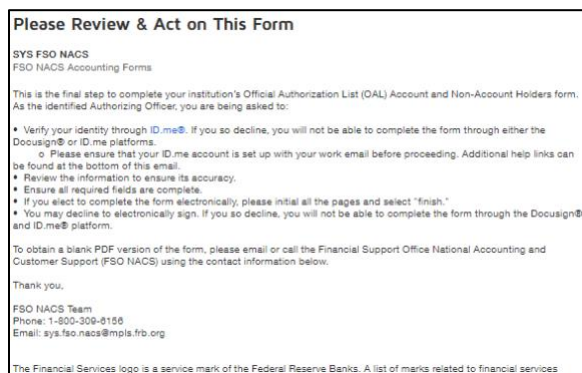 Please Review & Act on This Form
SYS FSO NACS
FSO NACS Accounting Forms
This is the final step to complete your institution's Official Authorization List (OAL) Account and Non-Account Holders form.
As the identified Authorizing Officer, you are being asked to:
• Verify your identity through ID.me®. If you so decline, you will not be able to complete the form through either the
Docusign® or ID.me platforms.
o Please ensure that your ID.me account is set up with your work email before proceeding. Additional help links can
be found at the bottom of this email.
• Review the information to ensure its accuracy.
• Ensure all required fields are complete.
• If you elect to complete the form electronically, please initial all the pages and select "finish."
• You may decline to electronically sign. If you so decline, you will not be able to complete the form through the Docusign®
and ID.me® platform.
To obtain a blank PDF version of the form, please email or call the Financial Support Office National Accounting and
Customer Support (FSO NACS) using the contact information below.
Thank you,
FSO NACS Team
Phone: 1-800-309-6156
Email: sys.fso.nacs@mpls.frb.org
The Financial Services logo is a service mark of the Federal Reserve Banks. A list of marks related to financial services